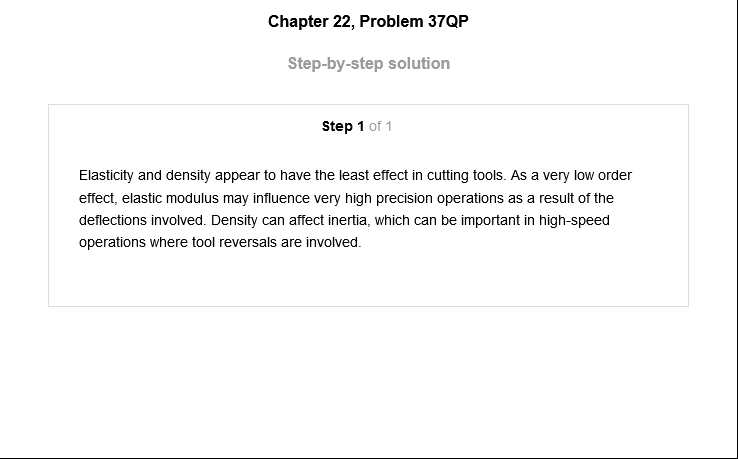 Chapter 22, Problem 37QP
Step-by-step solution
Step 1 of 1
Elasticity and density appear to have the least effect in cutting tools. As a very low order
effect, elastic modulus may influence very high precision operations as a result of the
deflections involved. Density can affect inertia, which can be important in high-speed
operations where tool reversals are involved.